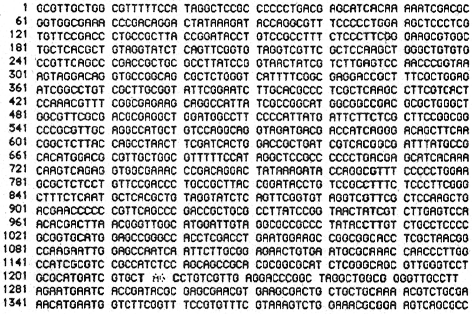 1 GCGTTGCTGG CGTTTTTCCA TAGGCTCCGC CCCCCTGACG AGCATCACAA AAATCGACGC
61 GGTGGCGAAA CCCGACAGGA CTATAAAGAT ACCAGGCGTT TCCCCCTGGA AGCTCCCTCG
121 TGTTCCGACC CTGCCGCTTA CCGGATACCT GTCCGCCTTT CTCCCTTCGG GAAGCGTGGC
181 TGCTCACGCT GTAGGTATCT CAGTTCGGTG TAGGTCGTTC GCTCCAAGCT GGGCTGTGTG
241 CCGTTCAGCC CGACCGCTGC GCCTTATCCG GTAACTATCG TCTTGAGTCC AACCCGGTAA
301 AGTAGGACAG GTGCCGGCAG CGCTCTGGGT CATTTTCGGC GAGGACCGCT TTCGCTGGAG
361 ATCGGCCTGT CGCTTGCGGT ATTCGGAATC TTGCACGCCC TCGCTCAAGC CTTCGTCACT
421 CCAAACGTTT CGGCGAGAAG CAGGCCATTA TCGCCGGCAT GGCGGCCGAC GCGCTGGGCT
481 GGCGTTCGCG ACGCGAGGCT GGATGGCCTT CCCCATTATG ATTCTTCTCG CTTCCGGCGG
541 CCCGCGTTGC AGGCCATGCT GTCCAGGCAG GTAGATGACG ACCATCAGGG ACAGCTTCAA
601 CGGCTCTTAC CAGCCTAACT TCGATCACTG GACCGCTGAT CGTCACGGCG ATTTATGCCG
661 CACATGGACG CGTTGCTGGC GTTTTTCCAT AGGCTCCGCC CCCCTGACGA GCATCACAAA
721 CAAGTCAGAG GTGGCGAAAC CCGACAGGAC TATAAAGATA CCAGGCGTTT CCCCCTGGAA
781 GCGCTCTCCT GTTCCGACCC TGCCGCTTAC CGGATACCTG TCCGCCTTTC TCCCTTCGGG
841 CTTTCTCAAT GCTCACGCTG TAGGTATCTC AGTTCGGTGT AGGTCGTTCG CTCCAAGCTG
901 ACGAACCCCC CGTTCAGCCC GACCGCTGCG CCTTATCCGG TAACTATCGT CTTGAGTCCA
961 ACACGACTTA ACGGGTTGGC ATGGATTGTA GGCGCCGCCC TATACCTTGT CTGCCTCCCC
1021 GCGGTGCATG GAGCCGGGCC ACCTCGACCT GAATGGAAGC CGGCGGCACC TCGCTAACGG
1081 CCAAGAATTG GAGCCAATCA ATTCTTGCGG AGAACTGTGA ATGCGCAAAC CAACCCTTGG
1141 CCATCGCGTC CGCCATCTCC AGCAGCCGCA CGCGGCGCAT CTCGGGCAGC GTTGGGTCCT
1201 GCGCATGATC GTGCT CCTGTCGTTG AGGACCCGGC TAGGCTGGCG GGGTTGCCTT
1281 AGAATGAATC ACCGATACGC GAGCGAACGT GAAGCGACTG CTGCTGCAAA ACGTCTGCGA
1341 AACATGAATG GTCTTCGGTT TCCGTGTTTC GTAAAGTCTG GAAACGCGGA AGTCAGCGCC